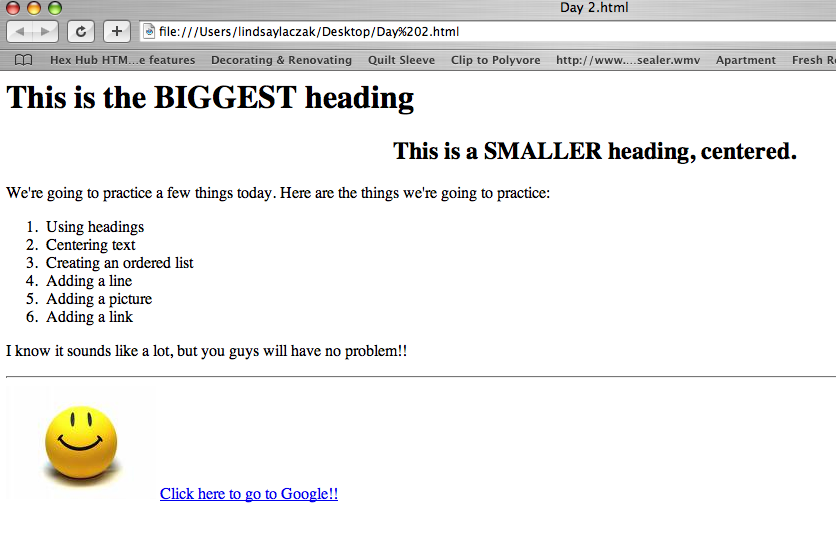 Day 2.html
file:///Users/lindsaylaczak/Desktop/Day%202.html
Hex Hub HTM...e features Decorating & Renovating Quilt Sleeve Clip to Polyvore http://www....sealer.wmv Apartment Fresh R
This is the BIGGEST heading
This is a SMALLER heading, centered.
We're going to practice a few things today. Here are the things we're going to practice:
1. Using headings
2. Centering text
3. Creating an ordered list
4. Adding a line
5. Adding a picture
6. Adding a link
I know it sounds like a lot, but you guys will have no problem!!
Click here to go to Google!!